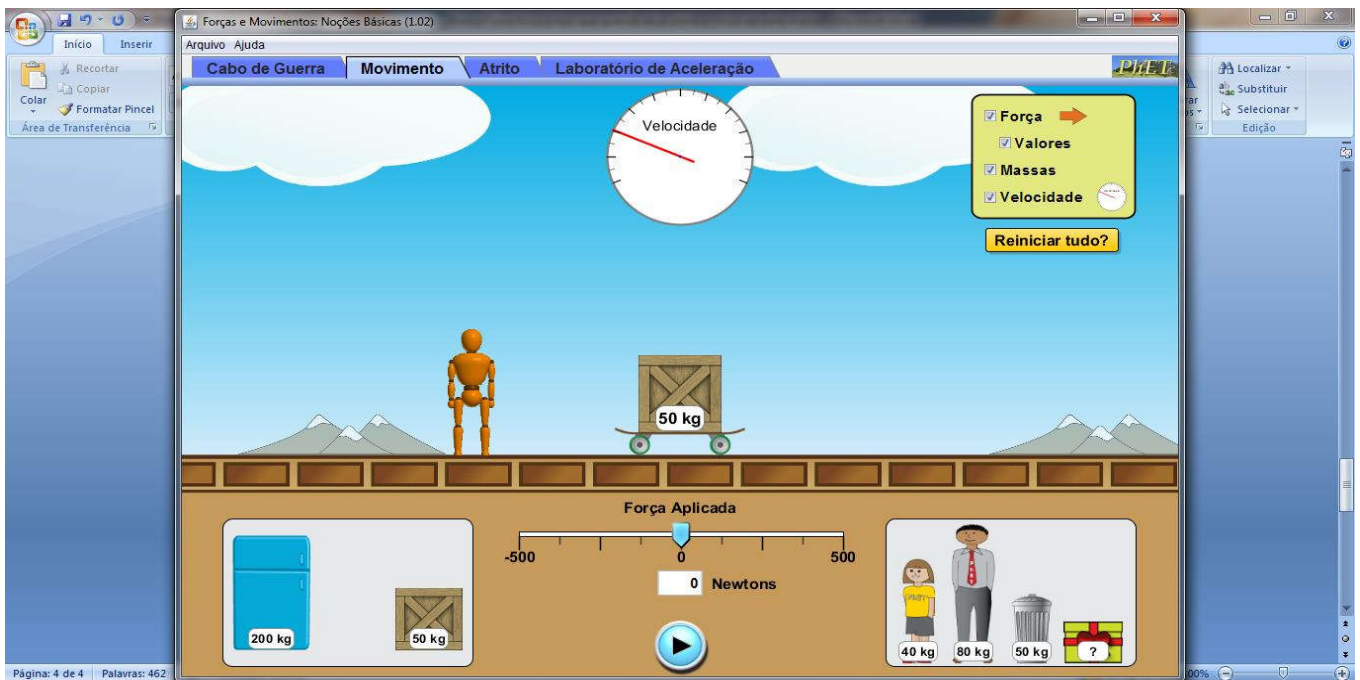 Forças e Movimentos: Noções Básicas (1.02)
Início Inserir
Arquivo Ajuda
Recortar
Copiar
Colar
Formatar Pincel
Área de Transferência
Cabo de Guerra Movimento Atrito Laboratório de Aceleração
PhET
Localizar
Substituir
Selecionar
Edição
Velocidade
Força
Valores
Massas
Velocidade
Reiniciar tudo?
50 kg
Força Aplicada
-500 0 500
0 Newtons
200 kg 50 kg
40 kg 80 kg 50 kg ?
Página: 4 de 4 Palavras: 462